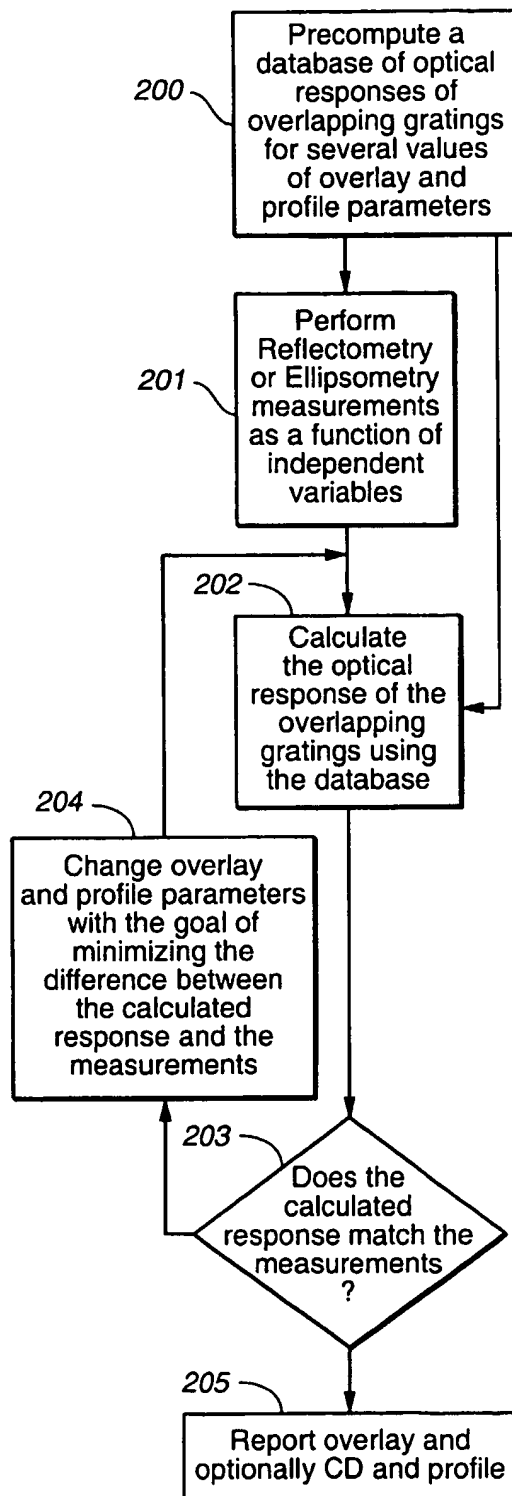 200
Precompute a
database of optical
responses of
overlapping gratings
for several values
of overlay and
profile parameters
201
Perform
Reflectometry
or Ellipsometry
measurements
as a function of
independent
variables
202
Calculate
the optical
response of the
overlapping
gratings using
the database
204
Change overlay
and profile parameters
with the goal of
minimizing the
difference between
the calculated
response and the
measurements
203
Does the
calculated
response match the
measurements
?
205
Report overlay and
optionally CD and profile